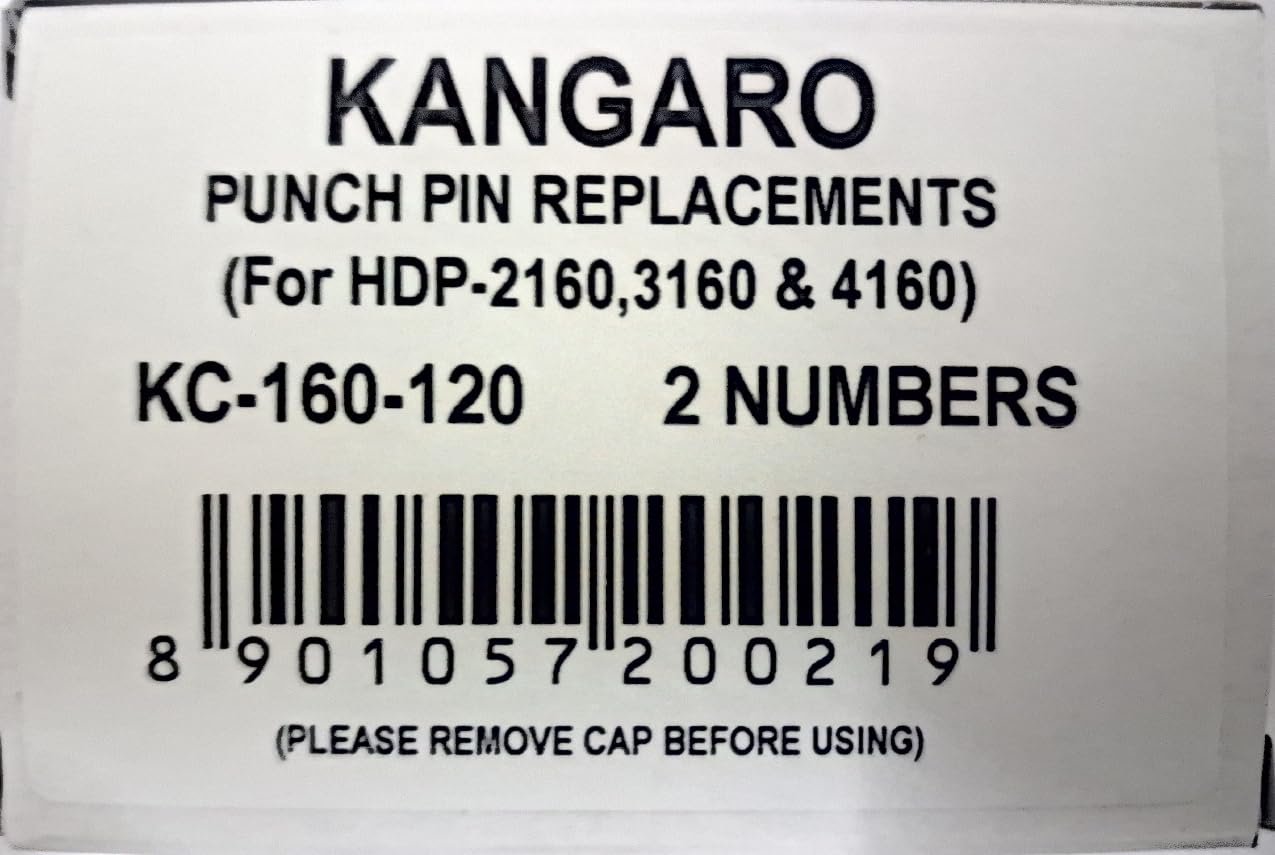 KANGARO
PUNCH PIN REPLACEMENTS
(For HDP-2160,3160 & 4160)
KC-160-120 2 NUMBERS
8 901057 200219
(PLEASE REMOVE CAP BEFORE USING)